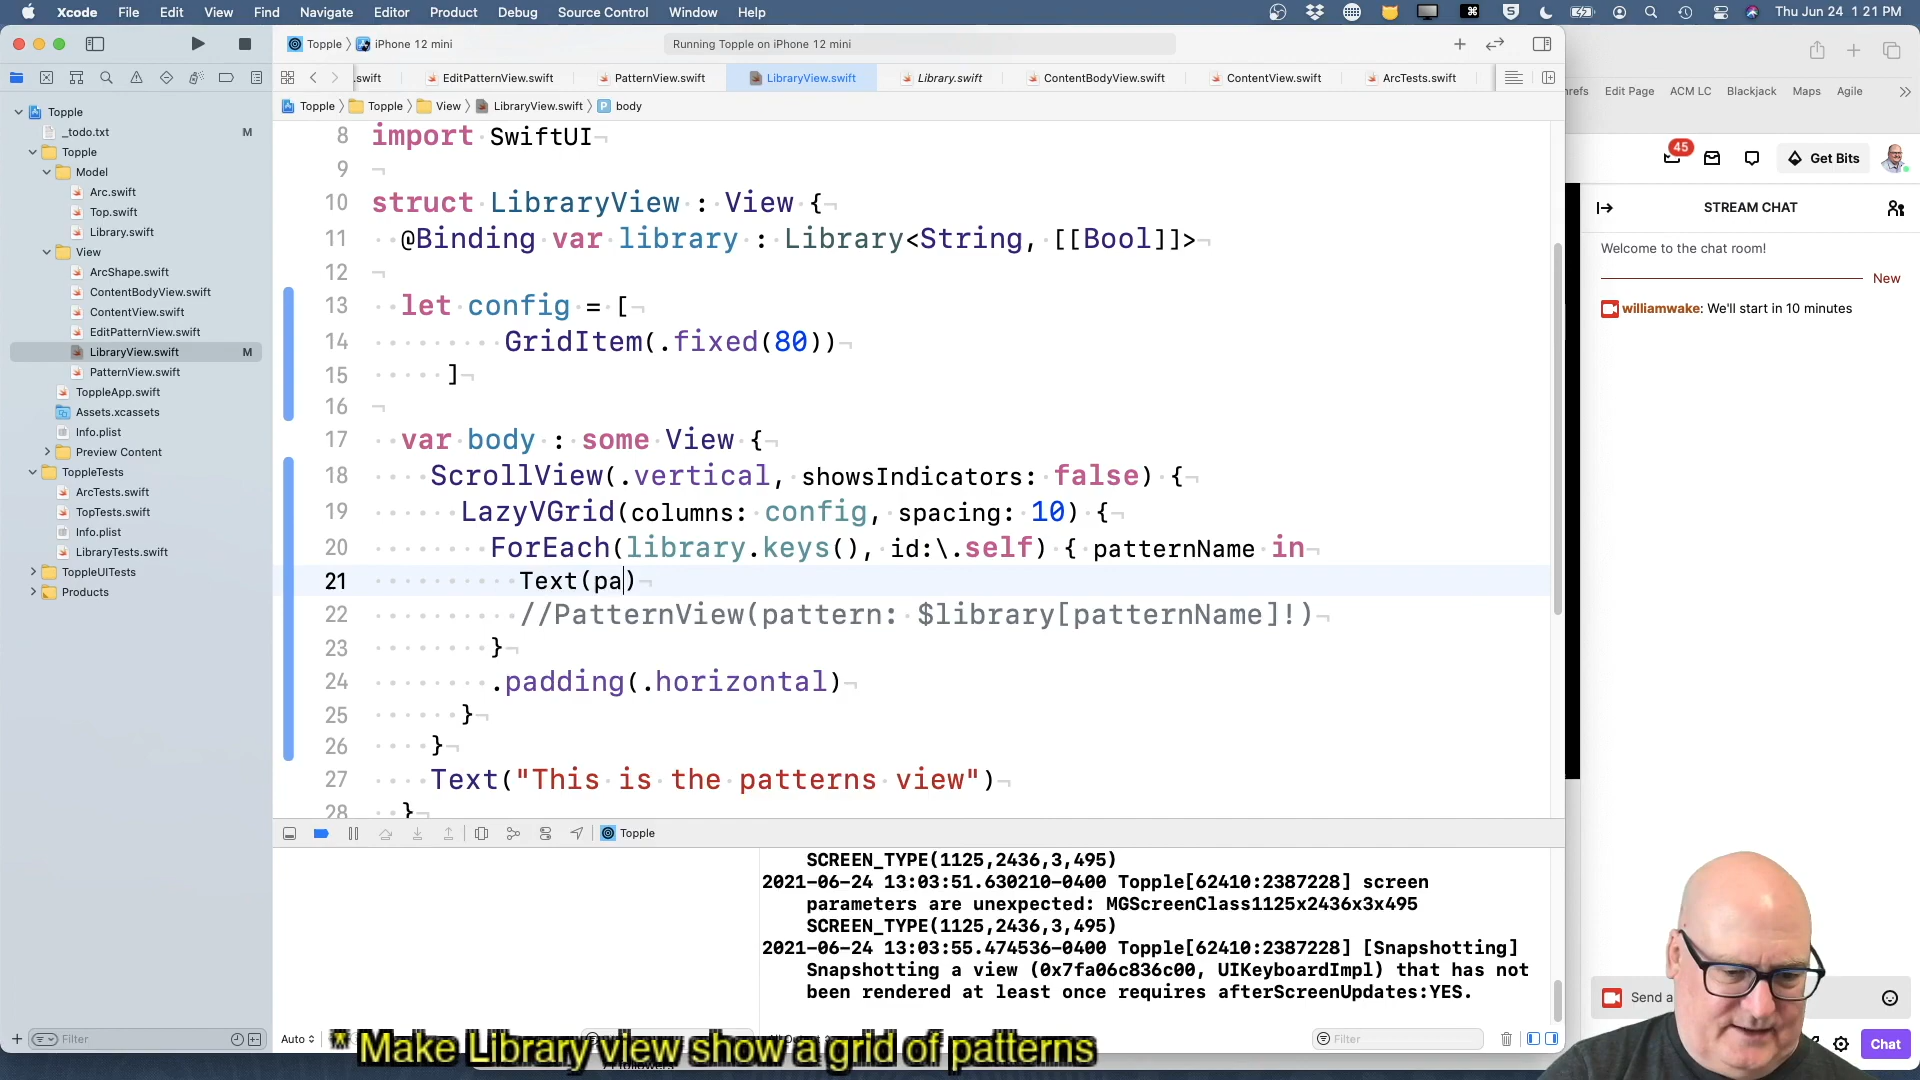 Xcode File Edit View Find Navigate Editor Product Debug Source Control Window Help
Thu Jun 24 1:21 PM
Topple iPhone 12 mini
Running Topple on iPhone 12 mini
.swift EditPatternView.swift PatternView.swift LibraryView.swift Library.swift ContentBodyView.swift ContentView.swift ArcTests.swift
Topple Topple View LibraryView.swift body
Topple
_todo.txt M
Topple
Model
Arc.swift
Top.swift
Library.swift
View
ArcShape.swift
ContentBodyView.swift
ContentView.swift
EditPatternView.swift
LibraryView.swift M
PatternView.swift
ToppleApp.swift
Assets.xcassets
Info.plist
Preview Content
ToppleTests
ArcTests.swift
TopTests.swift
Info.plist
LibraryTests.swift
ToppleUITests
Products
Filter
8 import SwiftUI
9
10 struct LibraryView : View {
11 @Binding var library : Library<String, [[Bool]]>
12
13 let config = [
14 GridItem(.fixed(80))
15 ]
16
17 var body : some View {
18 ScrollView(.vertical, showsIndicators: false) {
19 LazyVGrid(columns: config, spacing: 10) {
20 ForEach(library.keys(), id:\.self) { patternName in
21 Text(pa)
22 //PatternView(pattern: $library[patternName]!)
23 }
24 .padding(.horizontal)
25 }
26 }
27 Text("This is the patterns view")
28 }
Topple
SCREEN_TYPE(1125,2436,3,495)
2021-06-24 13:03:51.630210-0400 Topple[62410:2387228] screen
parameters are unexpected: MGScreenClass1125x2436x3x495
SCREEN_TYPE(1125,2436,3,495)
2021-06-24 13:03:55.474536-0400 Topple[62410:2387228] [Snapshotting]
Snapshotting a view (0x7fa06c836c00, UIKeyboardImpl) that has not
been rendered at least once requires afterScreenUpdates:YES.
Auto
Filter
* Make Library view show a grid of patterns
Edit Page ACM LC Blackjack Maps Agile
45
Get Bits
STREAM CHAT
Welcome to the chat room!
New
williamwake: We'll start in 10 minutes
Send a
Chat